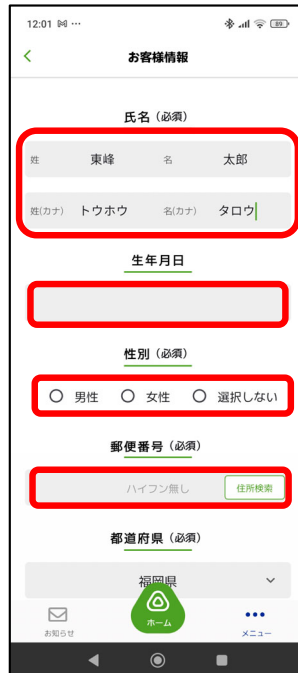 12:01 ... 89
お客様情報
氏名 (必須)
姓 東峰 名 太郎
姓(カナ) トウホウ 名(カナ) タロウ
生年月日
性別 (必須)
男性 女性 選択しない
郵便番号 (必須)
ハイフン無し 住所検索
都道府県 (必須)
福岡県
お知らせ ホーム メニュー